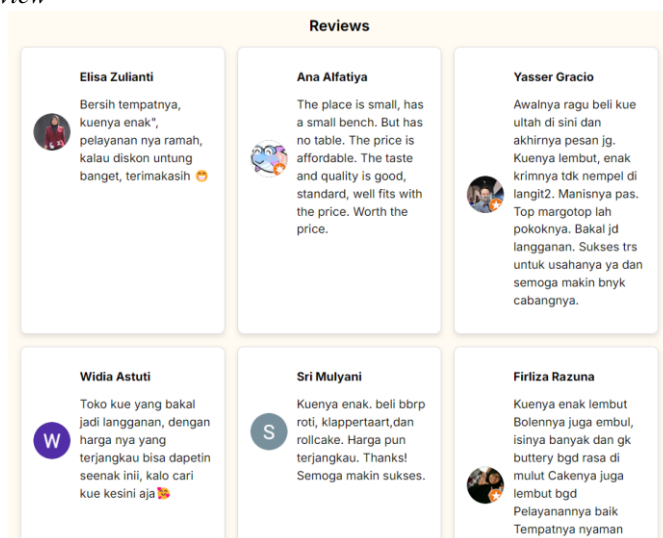 Reviews
Elisa Zulianti
Bersih tempatnya,
kuenya enak",
pelayanan nya ramah,
kalau diskon untung
banget, terimakasih 😁
Ana Alfatiya
The place is small, has
a small bench. But has
no table. The price is
affordable. The taste
and quality is good,
standard, well fits with
the price. Worth the
price.
Yasser Gracio
Awalnya ragu beli kue
ultah di sini dan
akhirnya pesan jg.
Kuenya lembut, enak
krimnya tdk nempel di
langit2. Manisnya pas.
Top margotop lah
pokoknya. Bakal jd
langganan. Sukses trs
untuk usahanya ya dan
semoga makin bnyk
cabangnya.
Widia Astuti
W
Toko kue yang bakal
jadi langganan, dengan
harga nya yang
terjangkau bisa dapetin
seenak inii, kalo cari
kue kesini aja🥰
Sri Mulyani
S
Kuenya enak. beli bbrp
roti, klappertaart,dan
rollcake. Harga pun
terjangkau. Thanks!
Semoga makin sukses.
Firliza Razuna
Kuenya enak lembut
Bolennya juga embul,
isinya banyak dan gk
buttery bgd rasa di
mulut Cakenya juga
lembut bgd
Pelayanannya baik
Tempatnya nyaman